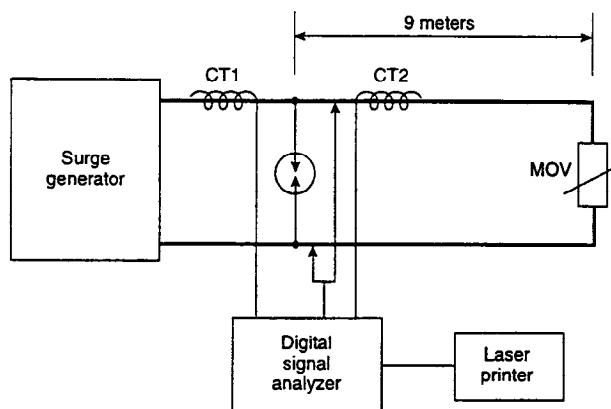 9 meters
CT1
CT2
Surge
generator
MOV
Digital
signal
analyzer
Laser
printer